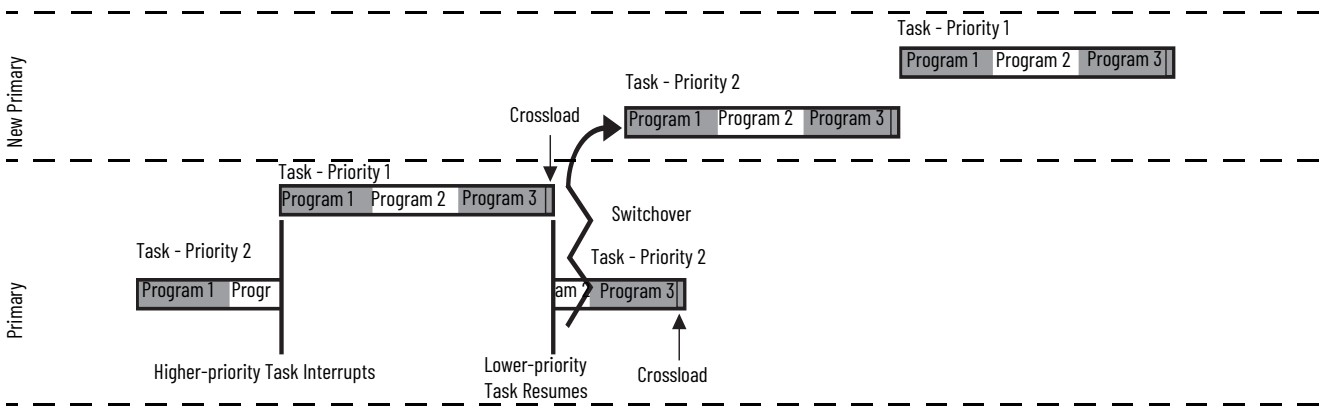 New Primary
Task - Priority 1
Program 1 Program 2 Program 3
Task - Priority 2
Program 1 Program 2 Program 3
Crossload
Primary
Task - Priority 1
Program 1 Program 2 Program 3
Switchover
Task - Priority 2
Program 1 Progr
Task - Priority 2
am 2 Program 3
Higher-priority Task Interrupts
Lower-priority
Task Resumes
Crossload